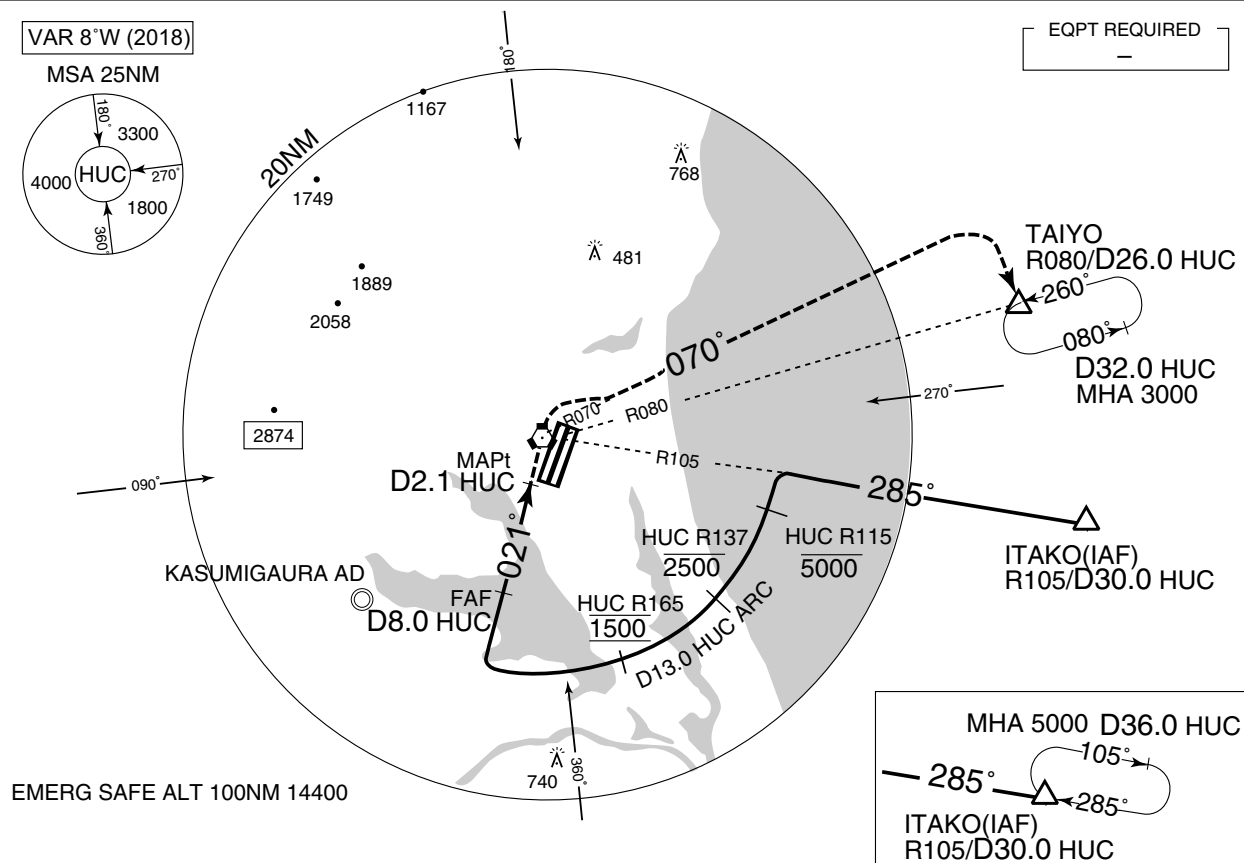 VAR 8°W (2018)
MSA 25NM
180°
3300
4000
HUC
270°
1800
360°
EQPT REQUIRED
–
180°
1167
20NM
1749
768
481
1889
2058
TAIYO
R080/D26.0 HUC
260°
080°
D32.0 HUC
MHA 3000
070°
270°
R070
R080
2874
R105
MAPt
D2.1 HUC
285°
090°
021°
HUC R137
2500
HUC R115
5000
ITAKO(IAF)
R105/D30.0 HUC
KASUMIGAURA AD
FAF
D8.0 HUC
HUC R165
1500
D13.0 HUC ARC
740
360°
EMERG SAFE ALT 100NM 14400
MHA 5000 D36.0 HUC
105°
285°
285°
ITAKO(IAF)
R105/D30.0 HUC